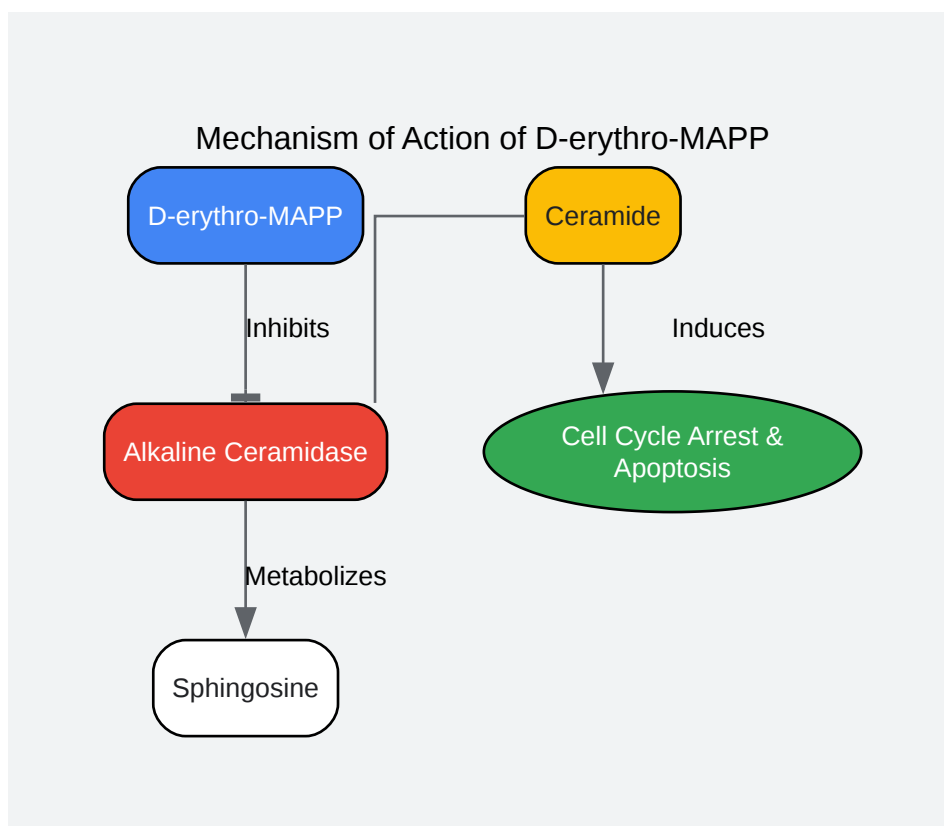 Mechanism of Action of D-erythro-MAPP
D-erythro-MAPP
Ceramide
Inhibits
Induces
Alkaline Ceramidase
Cell Cycle Arrest &
Apoptosis
Metabolizes
Sphingosine